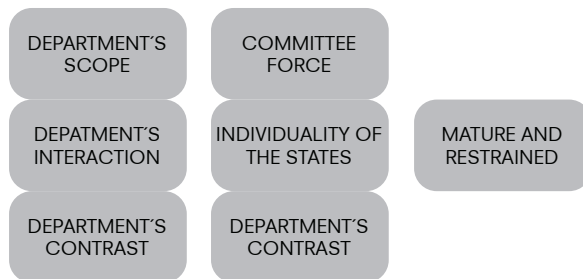 DEPARTMENT´S
SCOPE
COMMITTEE
FORCE
DEPATMENT´S
INTERACTION
INDIVIDUALITY OF
THE STATES
MATURE AND
RESTRAINED
DEPARTMENT´S
CONTRAST
DEPARTMENT´S
CONTRAST